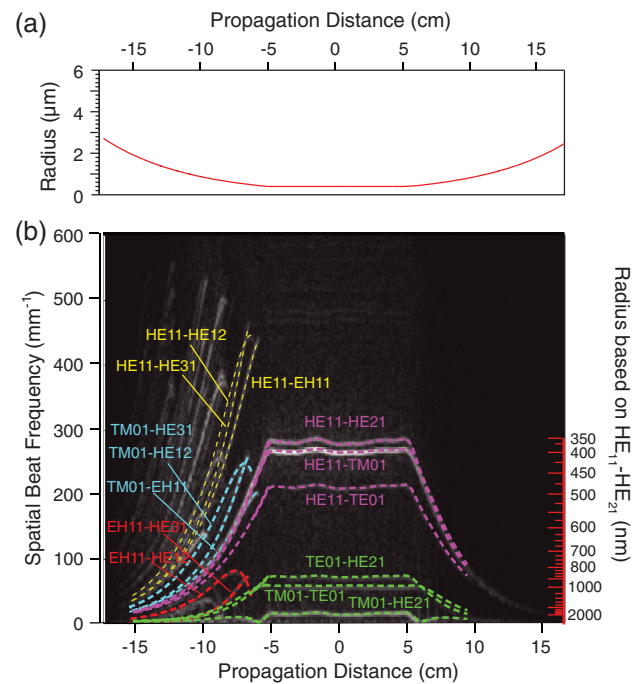 (a)
Propagation Distance (cm)
-15 -10 -5 0 5 10 15
Radius (μm)
6
4
2
0
(b)
Spatial Beat Frequency (mm⁻¹)
600
500
400
300
200
100
0
HE11-HE12
HE11-HE31
HE11-EH11
TM01-HE31
TM01-HE12
TM01-EH11
EH11-HE31
HE11-HE21
HE11-TM01
HE11-TE01
TE01-HE21
TM01-TE01
TM01-HE21
Radius based on HE₁₁-HE₂₁ (nm)
350
400
500
600
700
800
1000
2000
-15 -10 -5 0 5 10 15
Propagation Distance (cm)